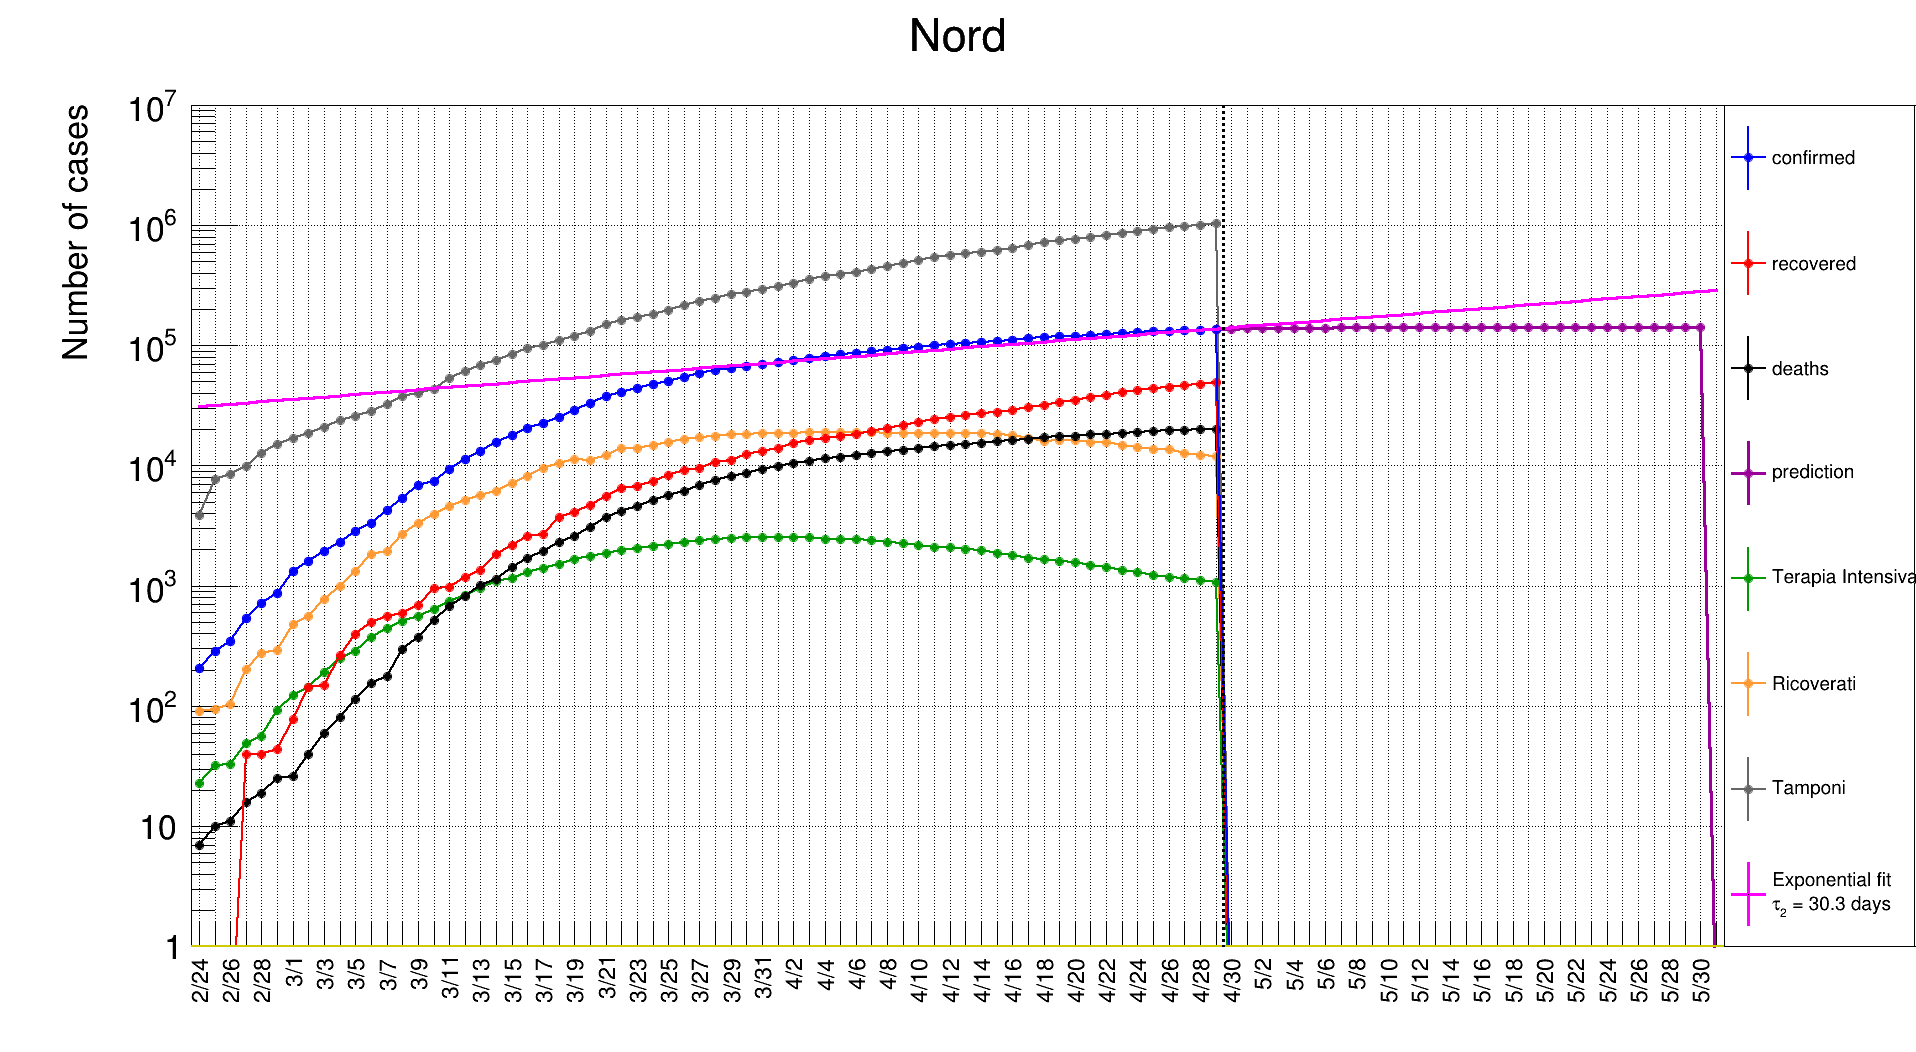 Nord
Number of cases
10^7
10^6
10^5
10^4
10^3
10^2
10
1
2/24 2/26 2/28 3/1 3/3 3/5 3/7 3/9 3/11 3/13 3/15 3/17 3/19 3/21 3/23 3/25 3/27 3/29 3/31 4/2 4/4 4/6 4/8 4/10 4/12 4/14 4/16 4/18 4/20 4/22 4/24 4/26 4/28 4/30 5/2 5/4 5/6 5/8 5/10 5/12 5/14 5/16 5/18 5/20 5/22 5/24 5/26 5/28 5/30
confirmed
recovered
deaths
prediction
Terapia Intensiva
Ricoverati
Tamponi
Exponential fit
τ_2 = 30.3 days